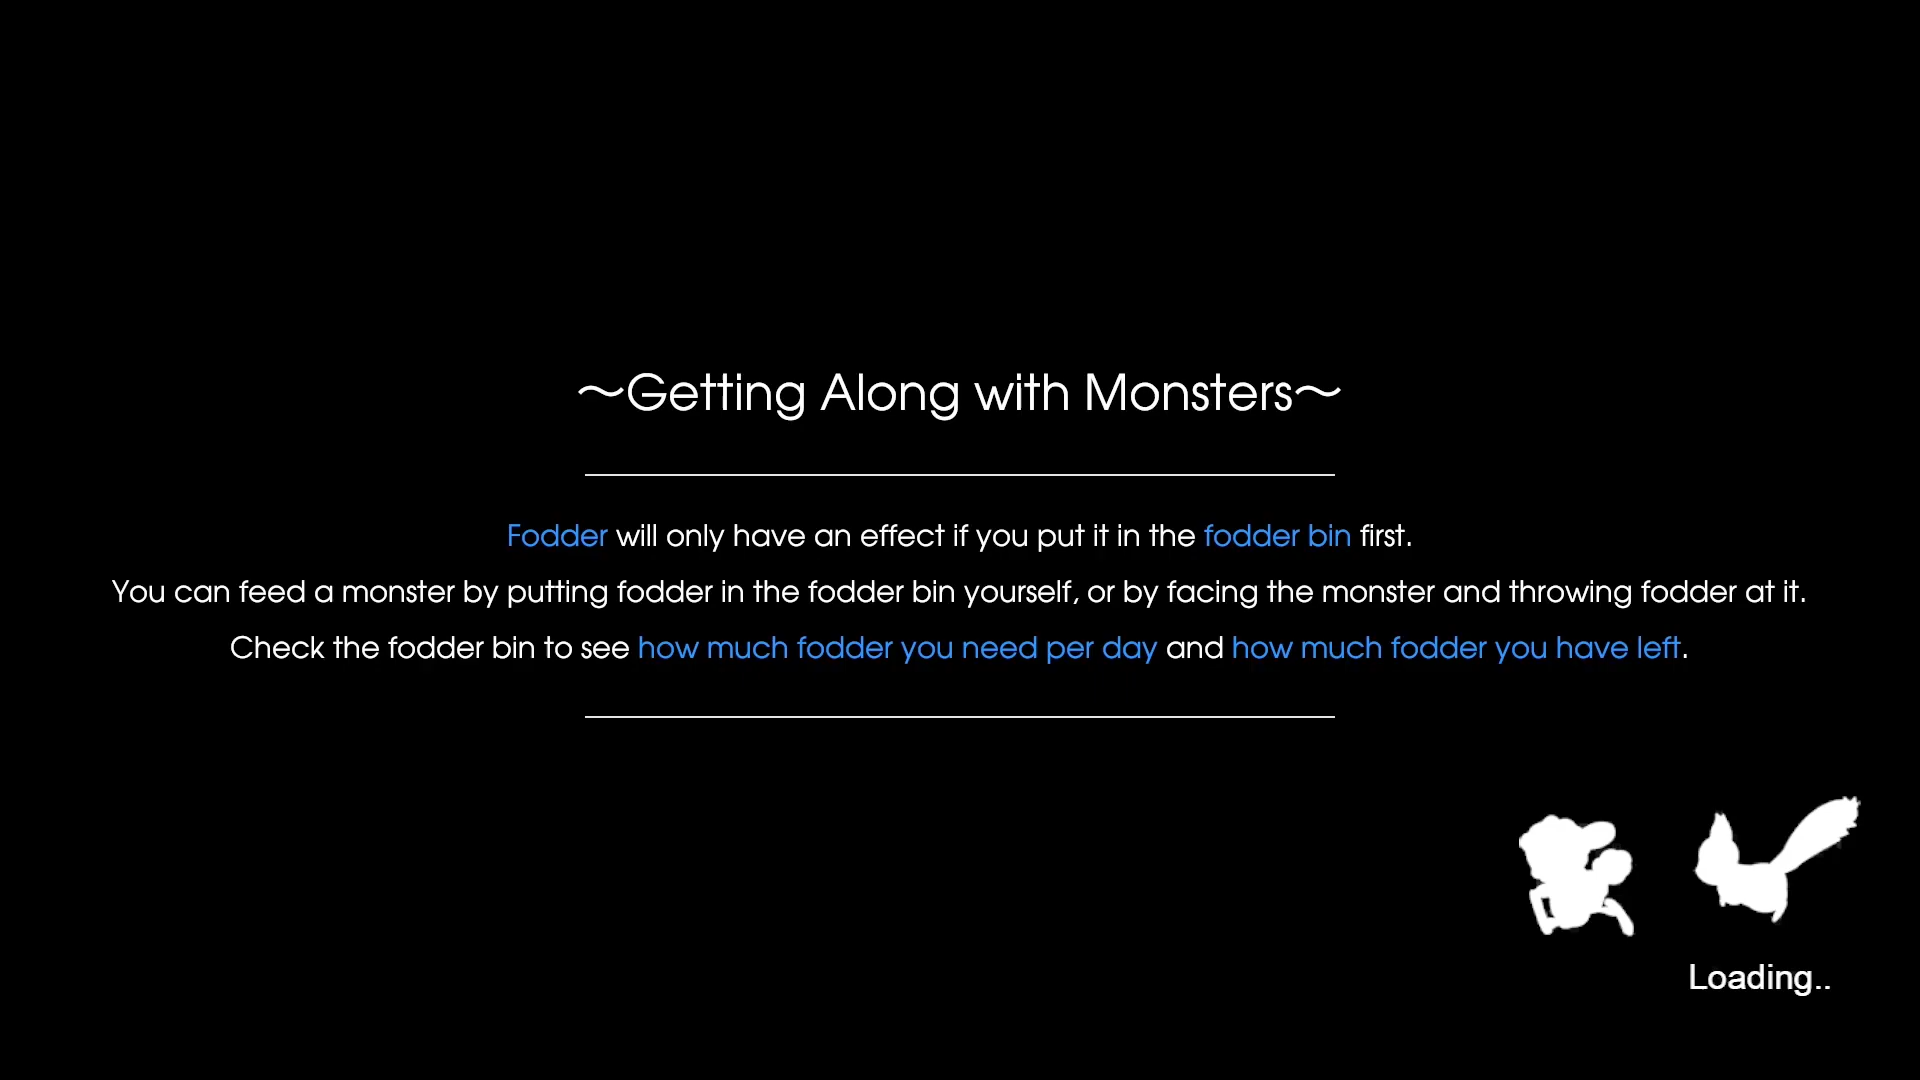 ～Getting Along with Monsters～
Fodder will only have an effect if you put it in the fodder bin first.
You can feed a monster by putting fodder in the fodder bin yourself, or by facing the monster and throwing fodder at it.
Check the fodder bin to see how much fodder you need per day and how much fodder you have left.
Loading..